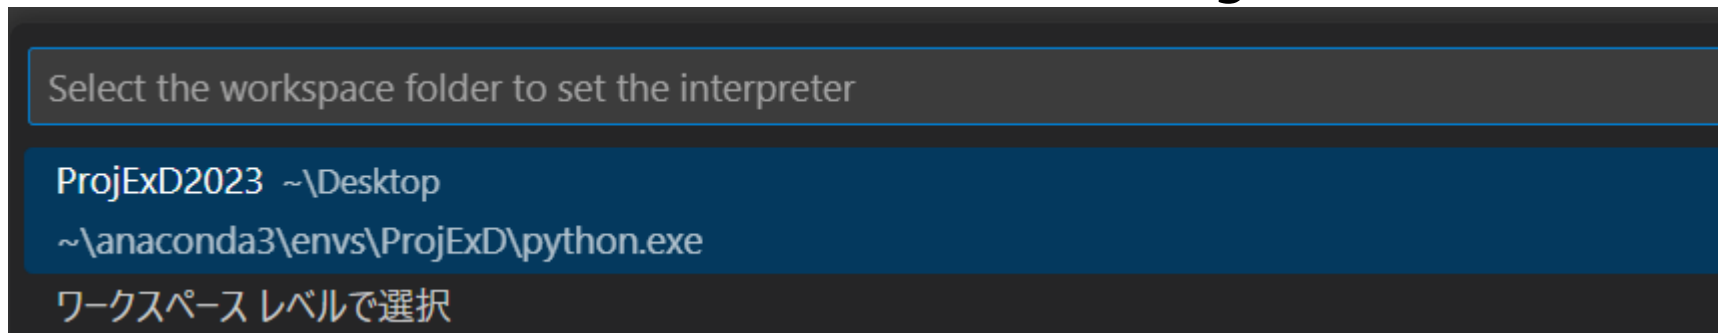 Select the workspace folder to set the interpreter
ProjExD2023 ~\Desktop
~\anaconda3\envs\ProjExD\python.exe
ワークスペース レベルで選択